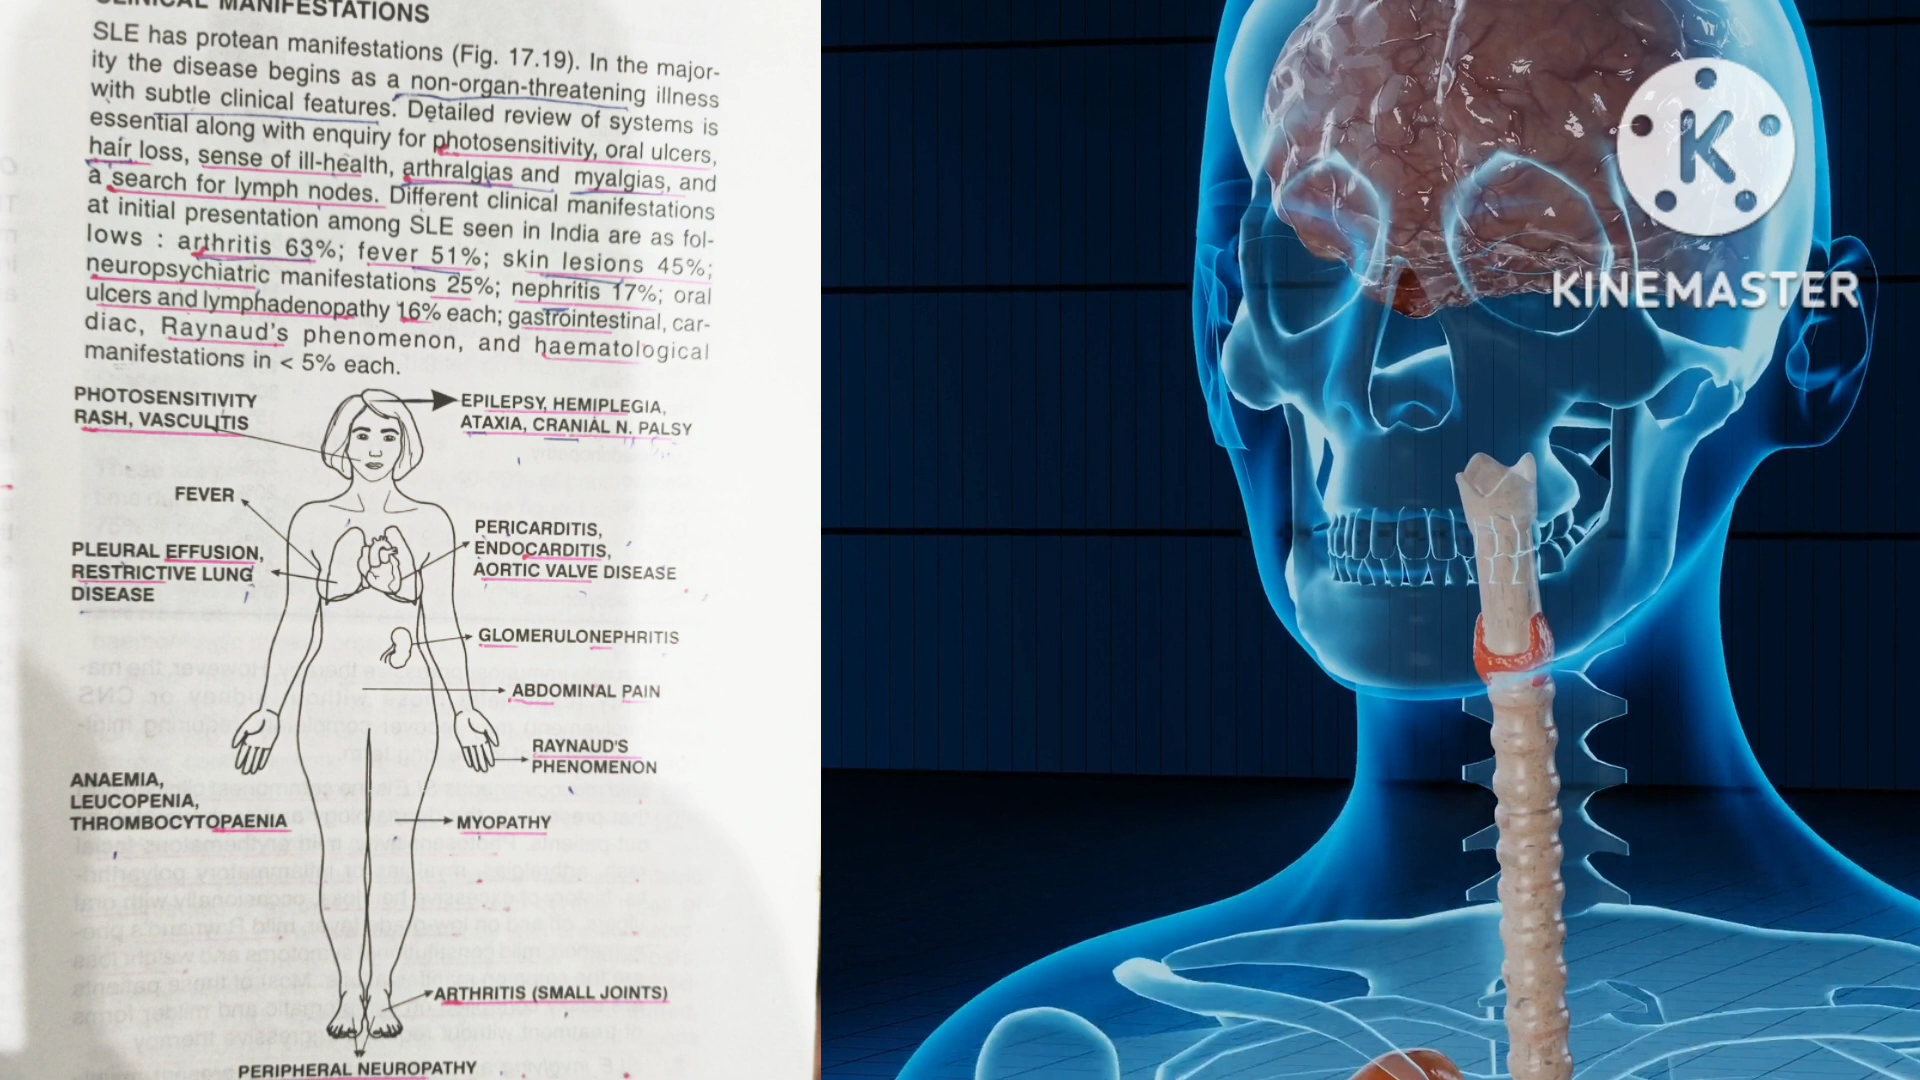 CLINICAL MANIFESTATIONS
SLE has protean manifestations (Fig. 17.19). In the major-
ity the disease begins as a non-organ-threatening illness
with subtle clinical features. Detailed review of systems is
essential along with enquiry for photosensitivity, oral ulcers,
hair loss, sense of ill-health, arthralgias and myalgias, and
a search for lymph nodes. Different clinical manifestations
at initial presentation among SLE seen in India are as fol-
lows : arthritis 63%; fever 51%; skin lesions 45%;
neuropsychiatric manifestations 25%; nephritis 17%; oral
ulcers and lymphadenopathy 16% each; gastrointestinal, car-
diac, Raynaud's phenomenon, and haematological
manifestations in < 5% each.
PHOTOSENSITIVITY
RASH, VASCULITIS
EPILEPSY, HEMIPLEGIA,
ATAXIA, CRANIAL N. PALSY
FEVER
PERICARDITIS,
ENDOCARDITIS,
AORTIC VALVE DISEASE
PLEURAL EFFUSION,
RESTRICTIVE LUNG
DISEASE
GLOMERULONEPHRITIS
ABDOMINAL PAIN
RAYNAUD'S
PHENOMENON
ANAEMIA,
LEUCOPENIA,
THROMBOCYTOPAENIA
MYOPATHY
ARTHRITIS (SMALL JOINTS)
PERIPHERAL NEUROPATHY
K
KINEMASTER